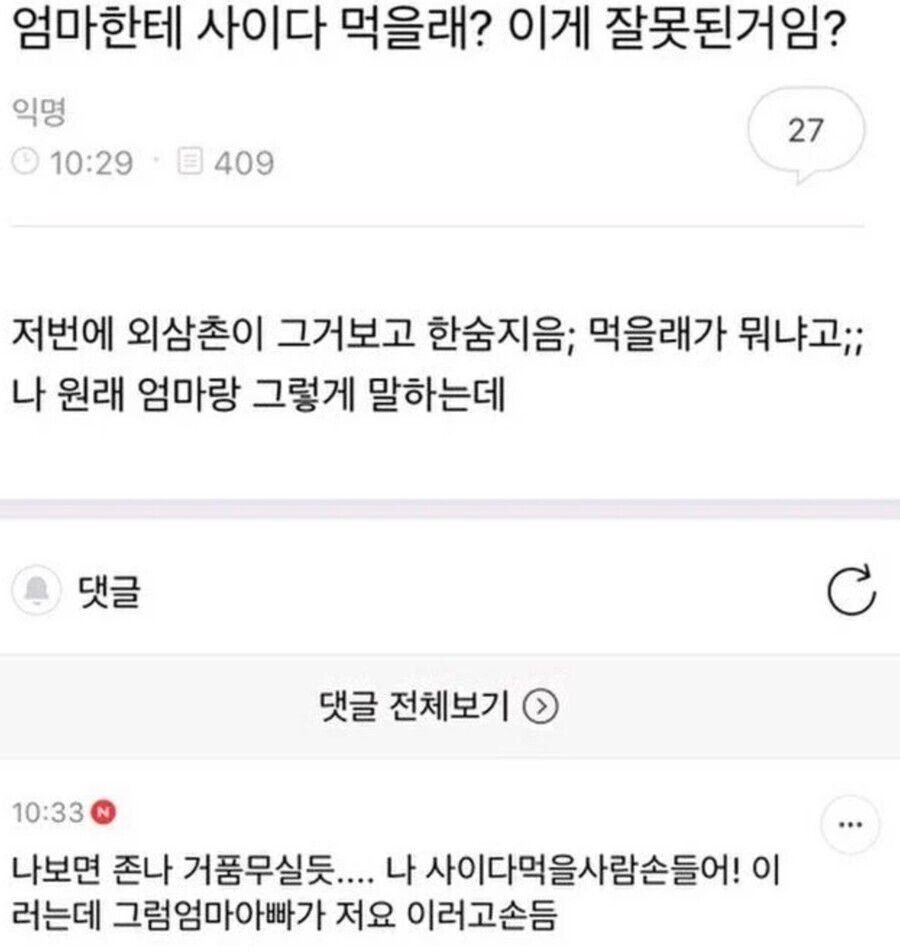 엄마한테 사이다 먹을래? 이게 잘못된거임?
익명
10:29 · 409
27
저번에 외삼촌이 그거보고 한숨지음; 먹을래가 뭐냐고;;
나 원래 엄마랑 그렇게 말하는데
댓글
댓글 전체보기
10:33 N
나보면 존나 거품무실듯.... 나 사이다먹을사람손들어! 이
러는데 그럼엄마아빠가 저요 이러고손듬